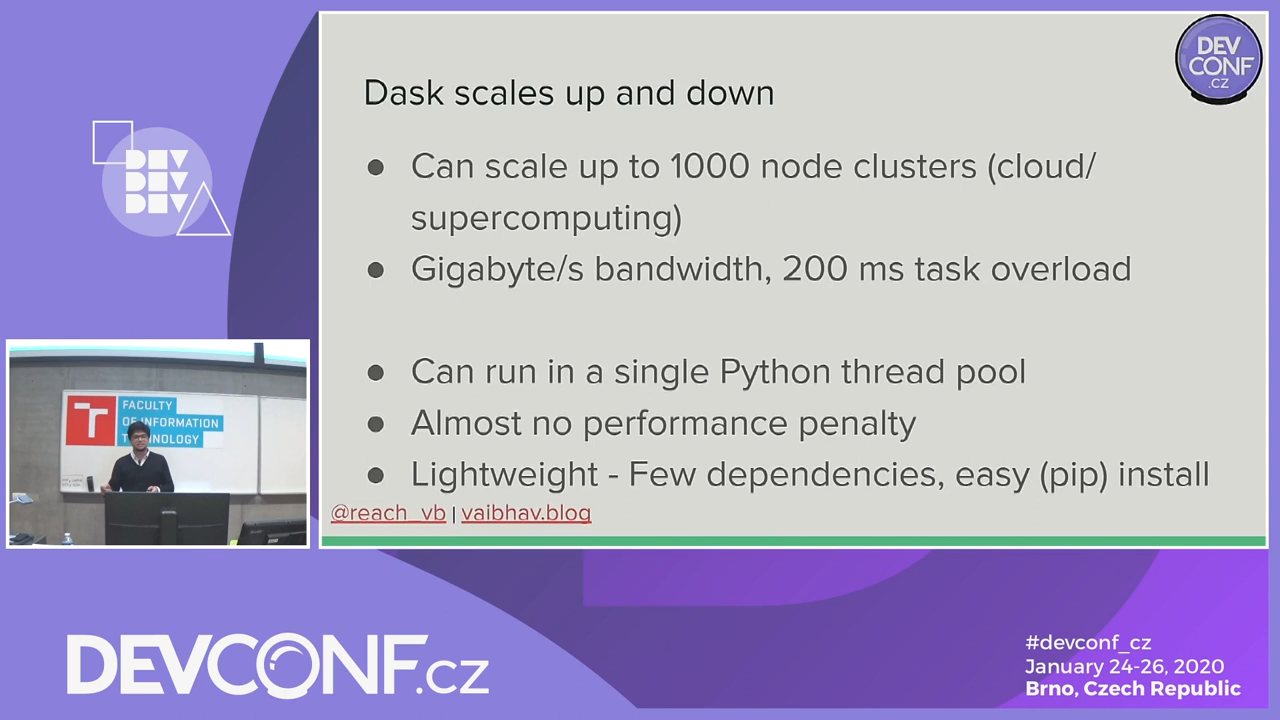 DEV
CONF
.CZ
Dask scales up and down
● Can scale up to 1000 node clusters (cloud/
supercomputing)
● Gigabyte/s bandwidth, 200 ms task overload
● Can run in a single Python thread pool
● Almost no performance penalty
● Lightweight - Few dependencies, easy (pip) install
@reach_vb | vaibhav.blog
DEV
DEV
DEV
FACULTY
OF INFORMATION
TECHNOLOGY
DEVCONF.cz
#devconf_cz
January 24-26, 2020
Brno, Czech Republic